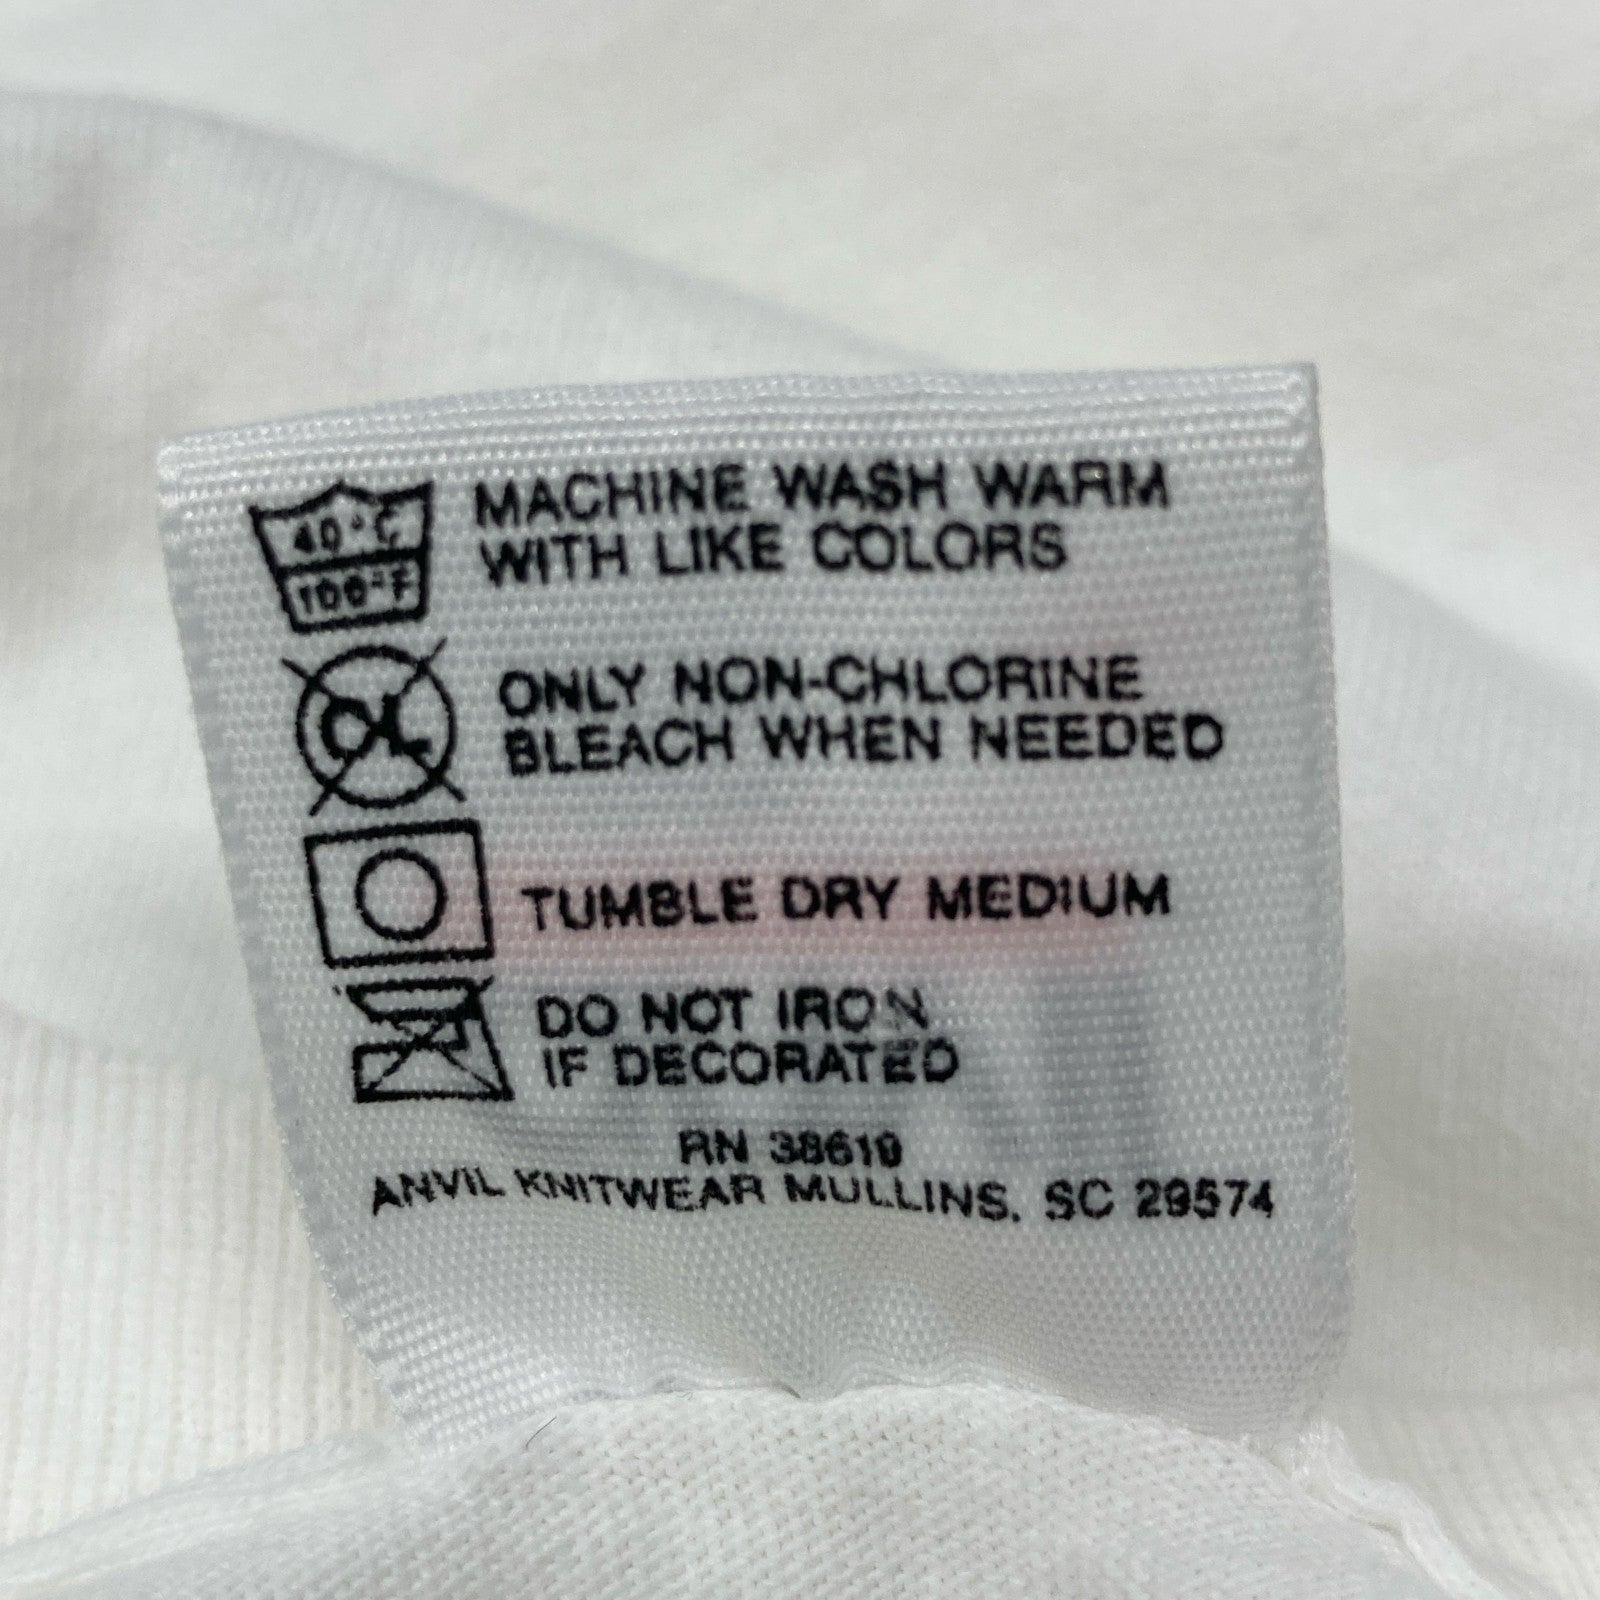 40°C
100°F
MACHINE WASH WARM
WITH LIKE COLORS
CL
ONLY NON-CHLORINE
BLEACH WHEN NEEDED
TUMBLE DRY MEDIUM
DO NOT IRON
IF DECORATED
RN 38619
ANVIL KNITWEAR MULLINS, SC 29574